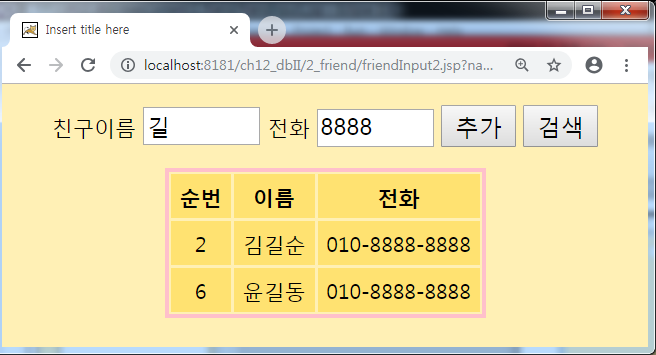 Insert title here
localhost:8181/ch12_dbII/2_friend/friendInput2.jsp?na...
친구이름 길 전화 8888 추가 검색
순번 이름 전화
2 김길순 010-8888-8888
6 윤길동 010-8888-8888